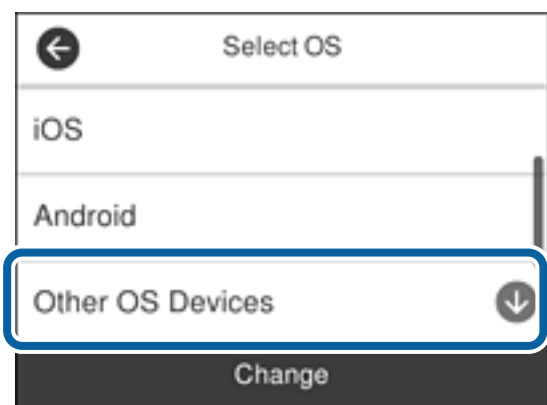 Select OS
iOS
Android
Other OS Devices
Change